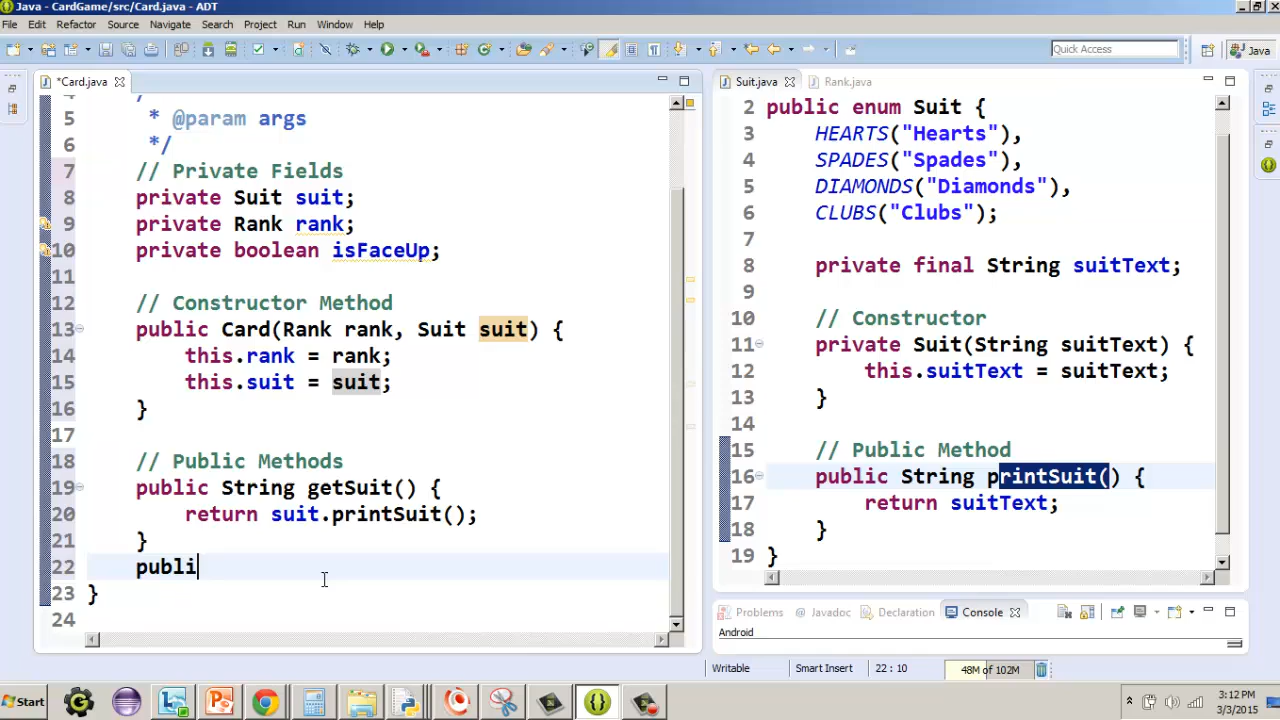 Java - CardGame/src/Card.java - ADT
File Edit Refactor Source Navigate Search Project Run Window Help
Quick Access
Java
*Card.java
5 * @param args
6 */
7 // Private Fields
8 private Suit suit;
9 private Rank rank;
10 private boolean isFaceUp;
11
12 // Constructor Method
13 public Card(Rank rank, Suit suit) {
14 this.rank = rank;
15 this.suit = suit;
16 }
17
18 // Public Methods
19 public String getSuit() {
20 return suit.printSuit();
21 }
22 publi
23 }
24
Suit.java Rank.java
2 public enum Suit {
3 HEARTS("Hearts"),
4 SPADES("Spades"),
5 DIAMONDS("Diamonds"),
6 CLUBS("Clubs");
7
8 private final String suitText;
9
10 // Constructor
11 private Suit(String suitText) {
12 this.suitText = suitText;
13 }
14
15 // Public Method
16 public String printSuit() {
17 return suitText;
18 }
19 }
Problems @ Javadoc Declaration Console
Android
Writable Smart Insert 22 : 10 48M of 102M
Start
3:12 PM
3/3/2015